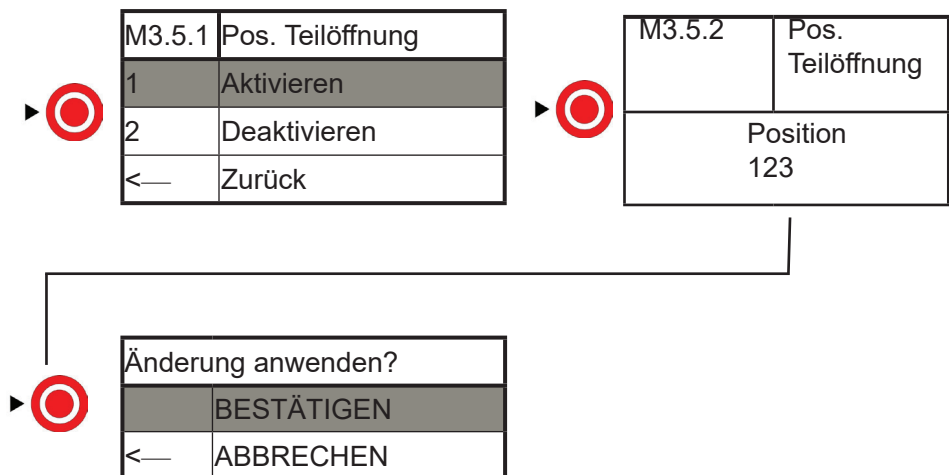 M3.5.1 Pos. Teilöffnung
1 Aktivieren
2 Deaktivieren
<— Zurück
M3.5.2 Pos.
Teilöffnung
Position
123
Änderung anwenden?
BESTÄTIGEN
<— ABBRECHEN